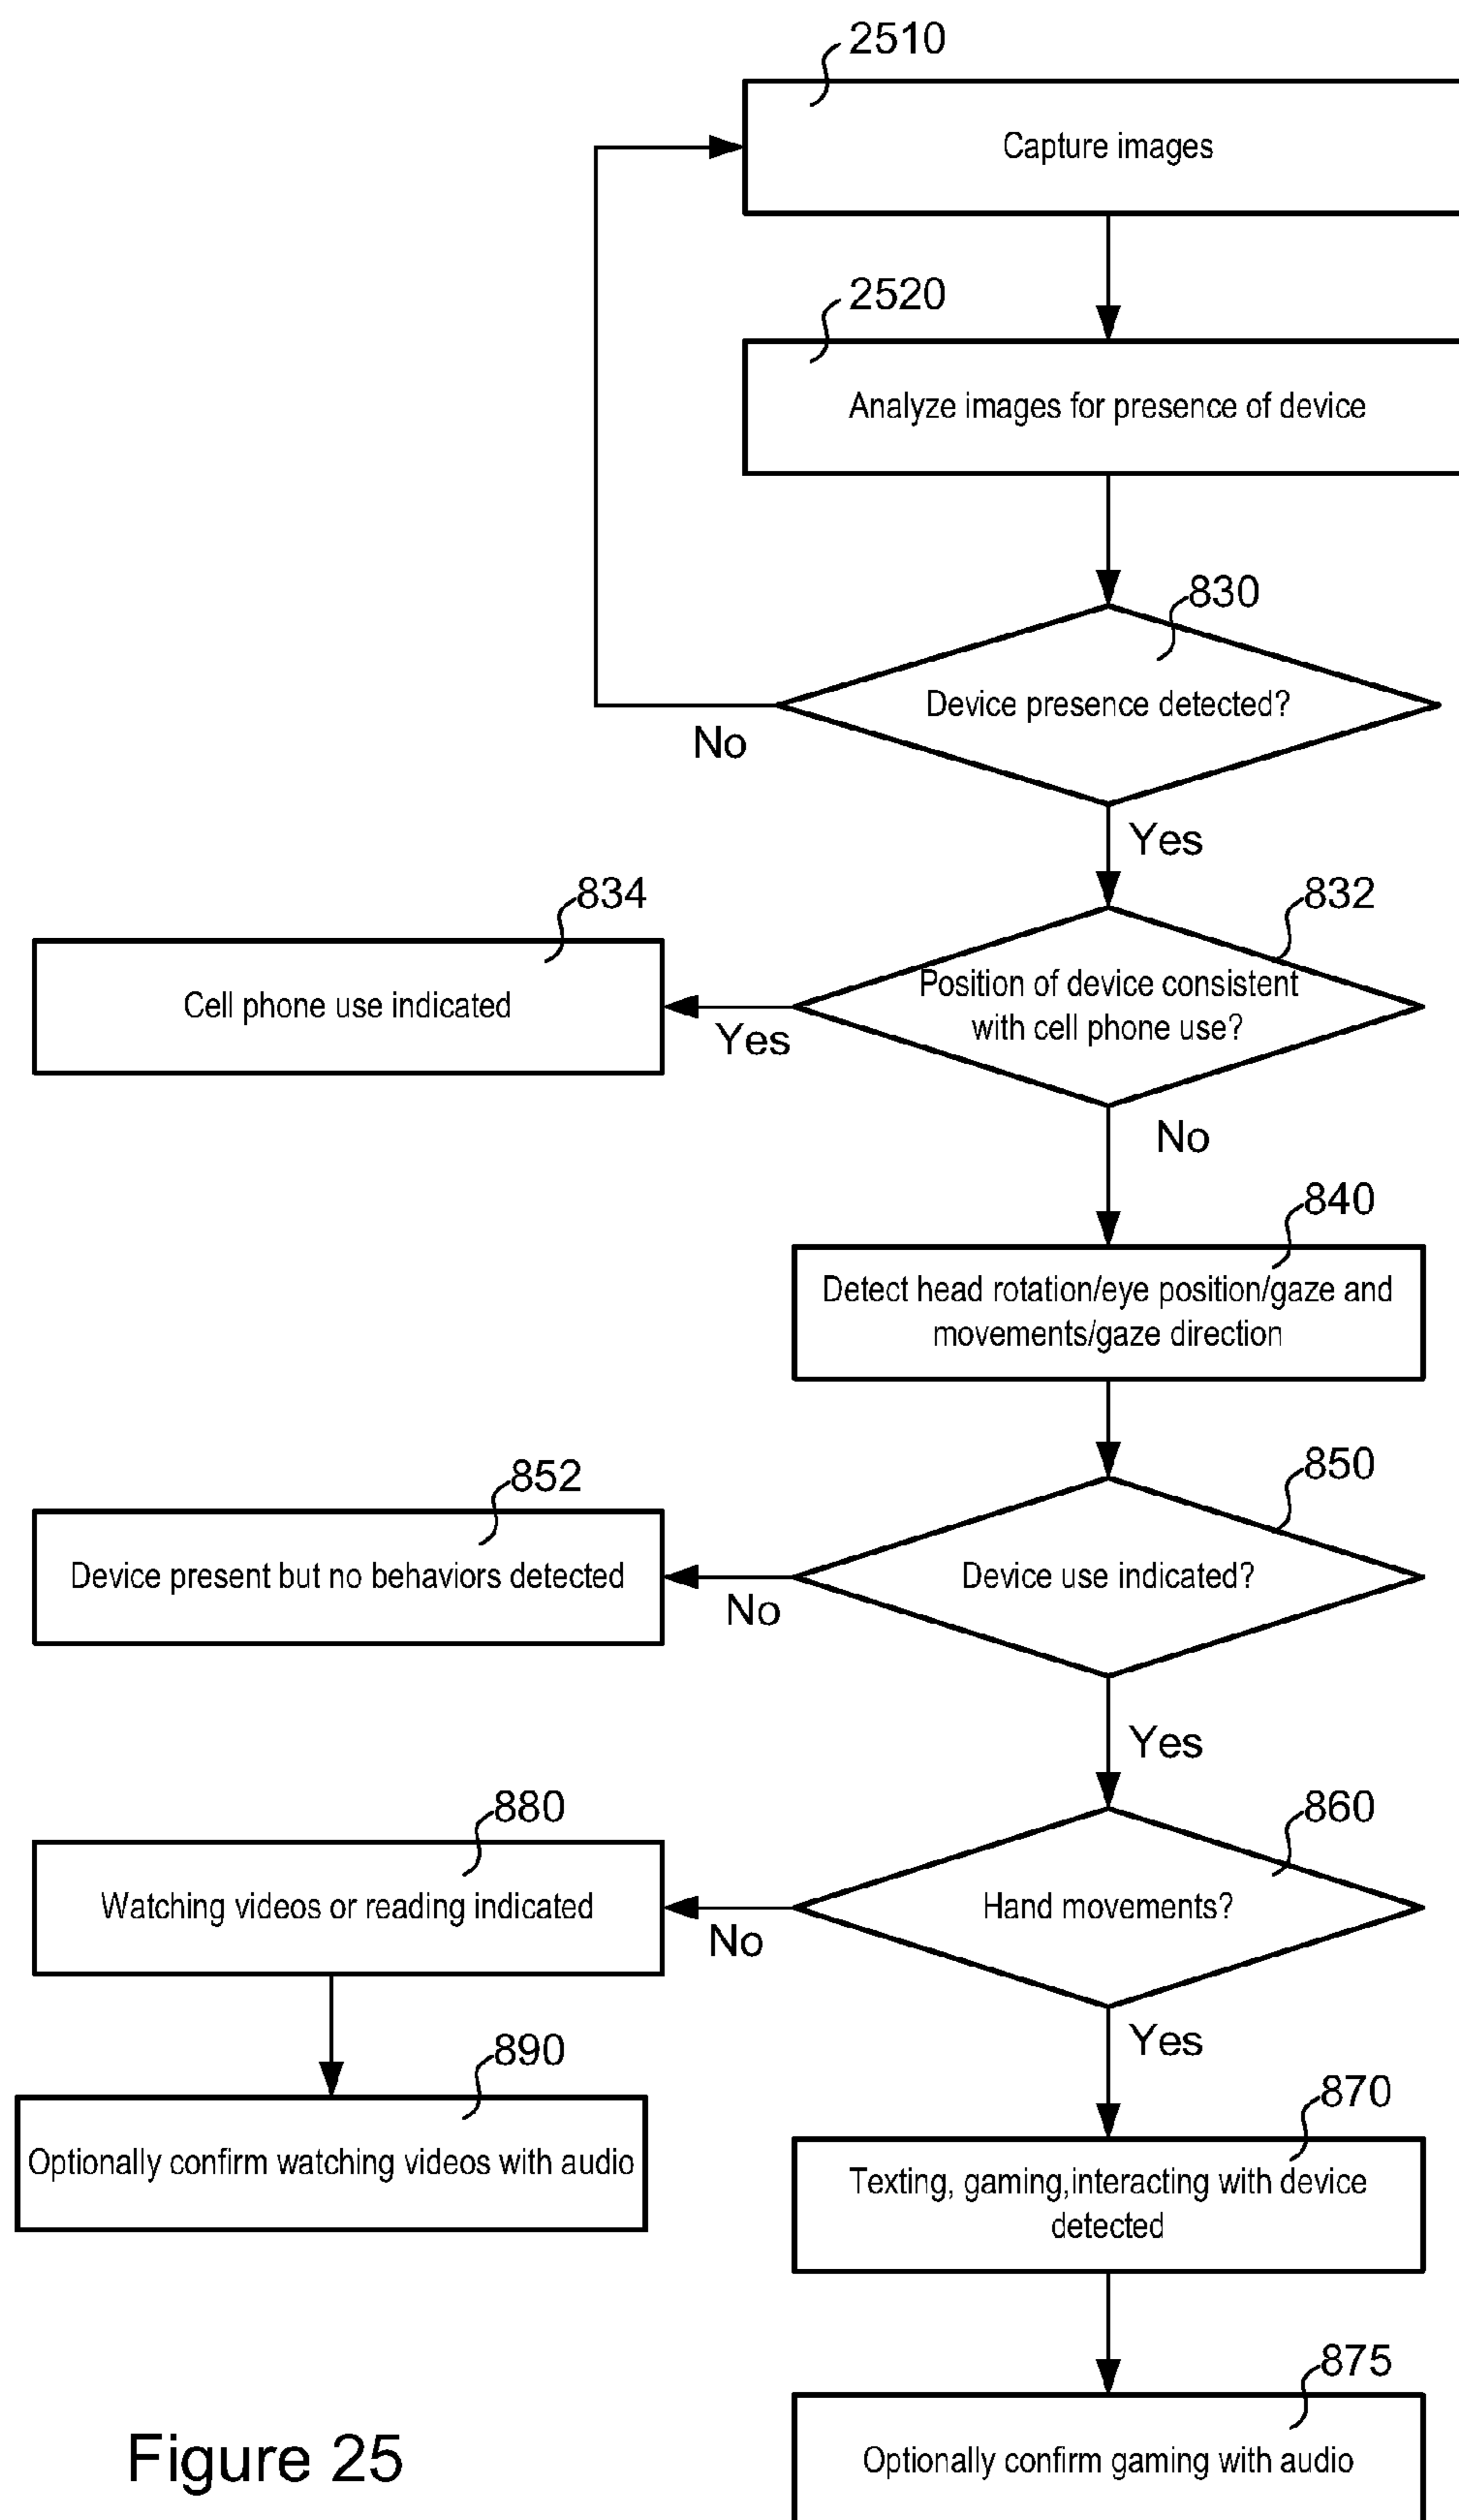 2510
Capture images
2520
Analyze images for presence of device
830
Device presence detected?
No
Yes
834
832
Cell phone use indicated
Position of device consistent
with cell phone use?
Yes
No
840
Detect head rotation/eye position/gaze and
movements/gaze direction
852
850
Device present but no behaviors detected
Device use indicated?
No
Yes
880
860
Watching videos or reading indicated
Hand movements?
No
Yes
890
870
Optionally confirm watching videos with audio
Texting, gaming,interacting with device
detected
875
Optionally confirm gaming with audio
Figure 25